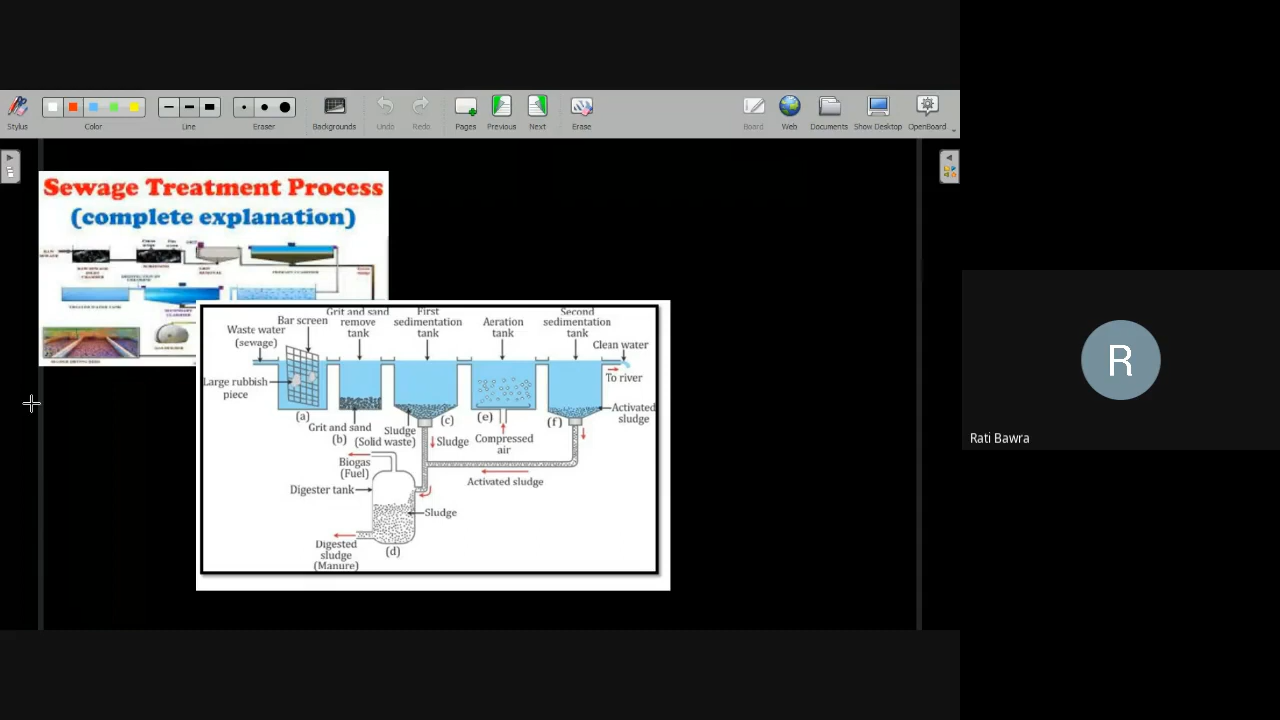 Stylus
Color
Line
Eraser
Backgrounds
Undo
Redo
Pages
Previous
Next
Erase
Board
Web
Documents
Show Desktop
OpenBoard
Sewage Treatment Process
(complete explanation)
Waste water
(sewage)
Bar screen
Grit and sand
remove
tank
First
sedimentation
tank
Aeration
tank
Second
sedimentation
tank
Clean water
To river
Large rubbish
piece
(a)
Grit and sand
(b)
Sludge
(Solid waste)
(c)
Sludge
(e)
Compressed
air
(f)
Activated
sludge
Activated sludge
Biogas
(Fuel)
Digester tank
Sludge
Digested
sludge
(Manure)
(d)
R
Rati Bawra